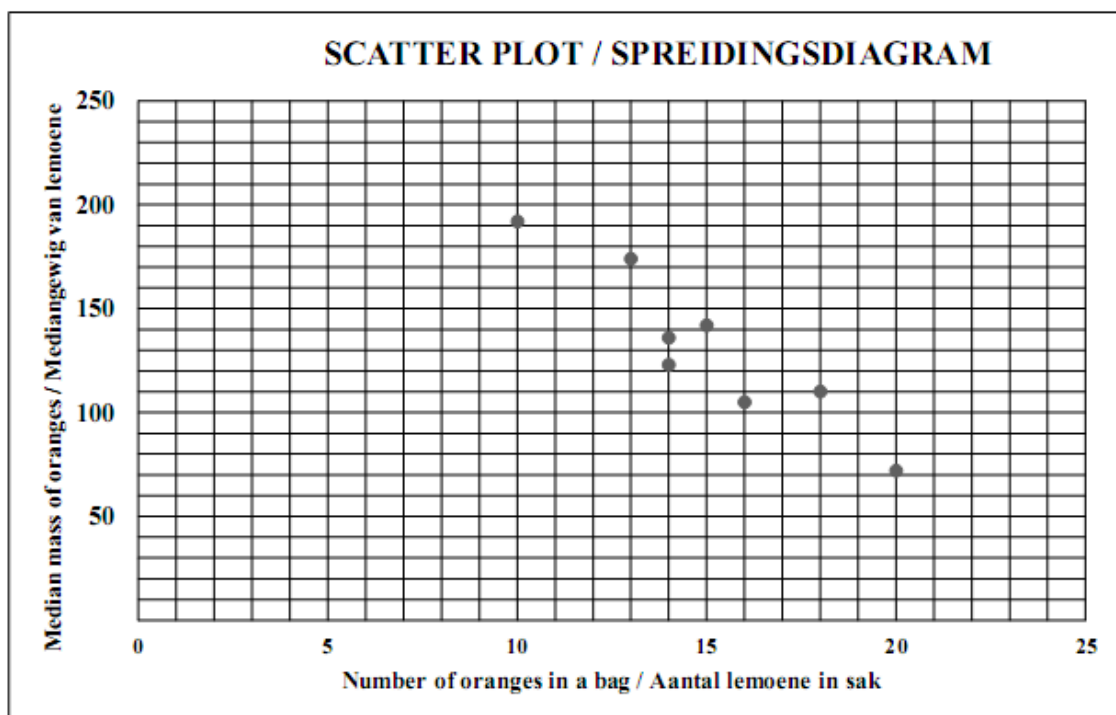 SCATTER PLOT / SPREIDINGSDIAGRAM
Median mass of oranges / Mediangewig van lemoene
250
200
150
100
50
0 5 10 15 20 25
Number of oranges in a bag / Aantal lemoene in sak